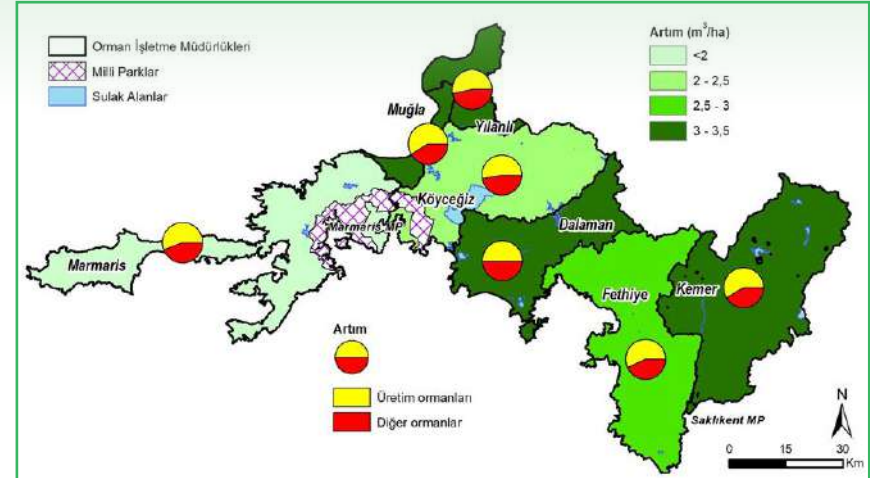 Orman İşletme Müdürlükleri
Milli Parklar
Sulak Alanlar
Artım (m³/ha)
<2
2 - 2,5
2,5 - 3
3 - 3,5
Muğla
Yılanlı
Köyceğiz
Marmaris MP
Marmaris
Dalaman
Fethiye
Kemer
Saklıkent MP
Artım
Üretim ormanları
Diğer ormanlar
N
0 15 30
Km